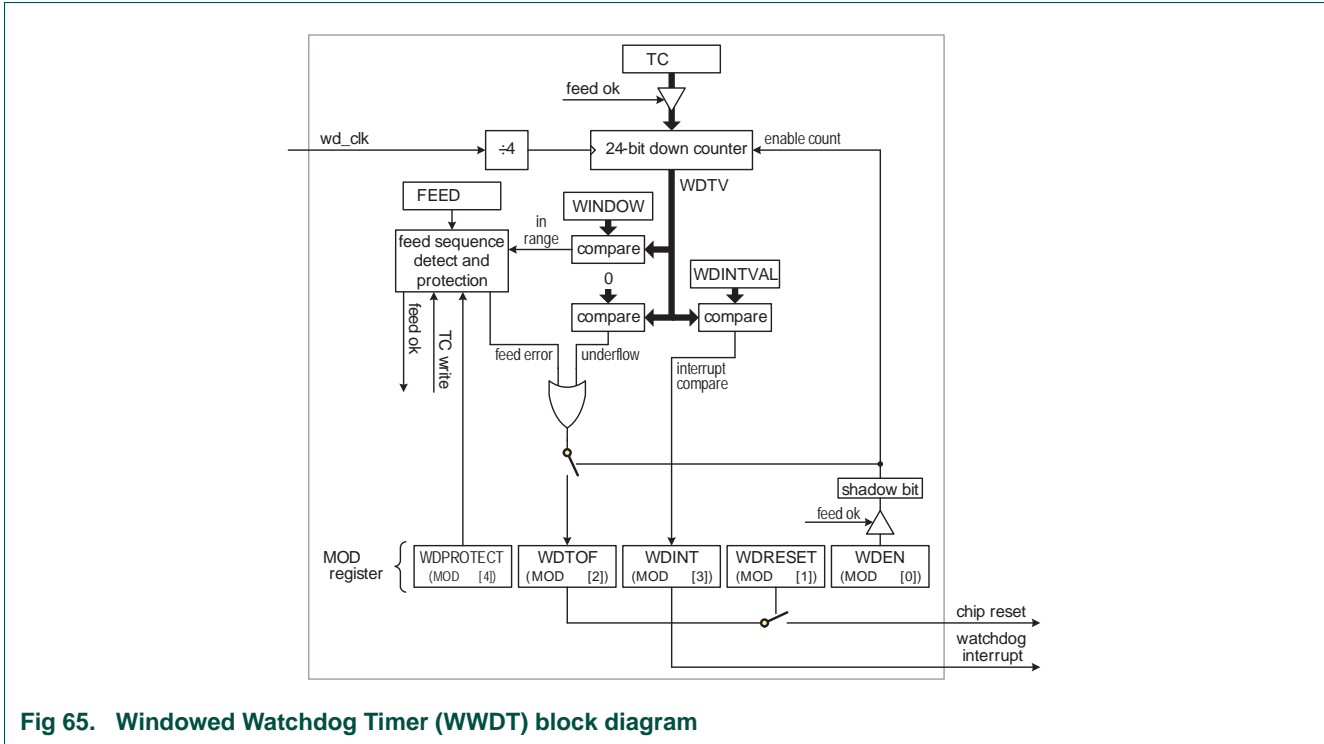 TC
feed ok
wd_clk
÷4
24-bit down counter
enable count
WDTV
FEED
WINDOW
in
range
feed sequence
detect and
protection
compare
WDINTVAL
0
compare
compare
feed ok
TC write
feed error
underflow
interrupt
compare
shadow bit
feed ok
MOD
register
WDPROTECT
(MOD [4])
WDTOF
(MOD [2])
WDINT
(MOD [3])
WDRESET
(MOD [1])
WDEN
(MOD [0])
chip reset
watchdog
interrupt
Fig 65. Windowed Watchdog Timer (WWDT) block diagram